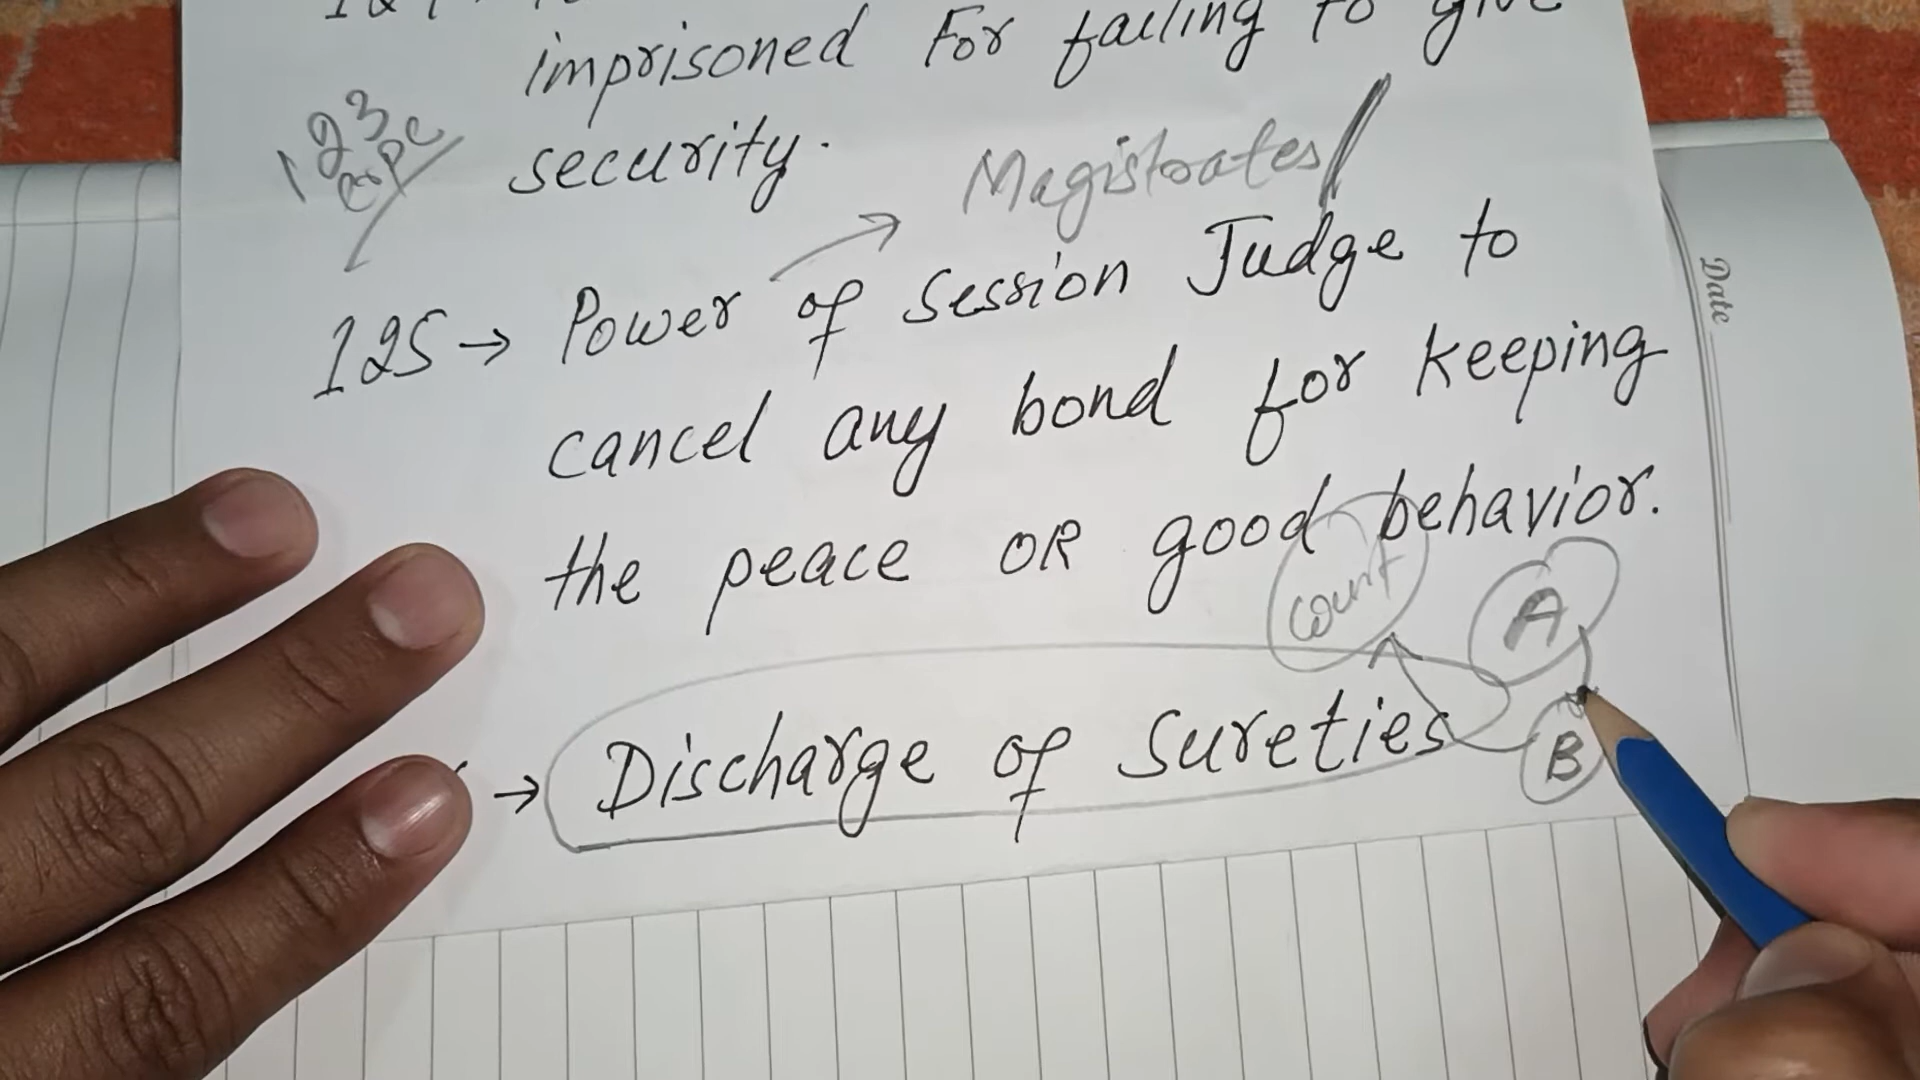 imprisoned For failing to give
security.
123
crpc
Magistrates
125 → Power of Session Judge to
cancel any bond for keeping
the peace OR good behavior.
court
A
→ Discharge of Sureties
B
Date